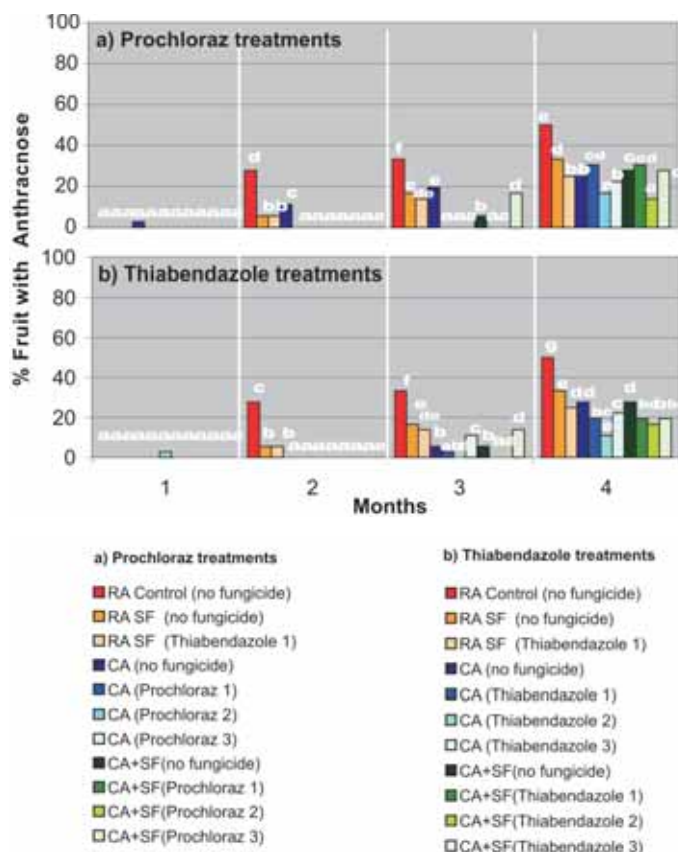 100
a) Prochloraz treatments
80
60
40
20
0
100
b) Thiabendazole treatments
80
60
40
20
0
% Fruit with Anthracnose
1 2 3 4
Months
a) Prochloraz treatments
RA Control (no fungicide)
RA SF (no fungicide)
RA SF (Thiabendazole 1)
CA (no fungicide)
CA (Prochloraz 1)
CA (Prochloraz 2)
CA (Prochloraz 3)
CA+SF(no fungicide)
CA+SF(Prochloraz 1)
CA+SF(Prochloraz 2)
CA+SF(Prochloraz 3)
b) Thiabendazole treatments
RA Control (no fungicide)
RA SF (no fungicide)
RA SF (Thiabendazole 1)
CA (no fungicide)
CA (Thiabendazole 1)
CA (Thiabendazole 2)
CA (Thiabendazole 3)
CA+SF(no fungicide)
CA+SF(Thiabendazole 1)
CA+SF(Thiabendazole 2)
CA+SF(Thiabendazole 3)